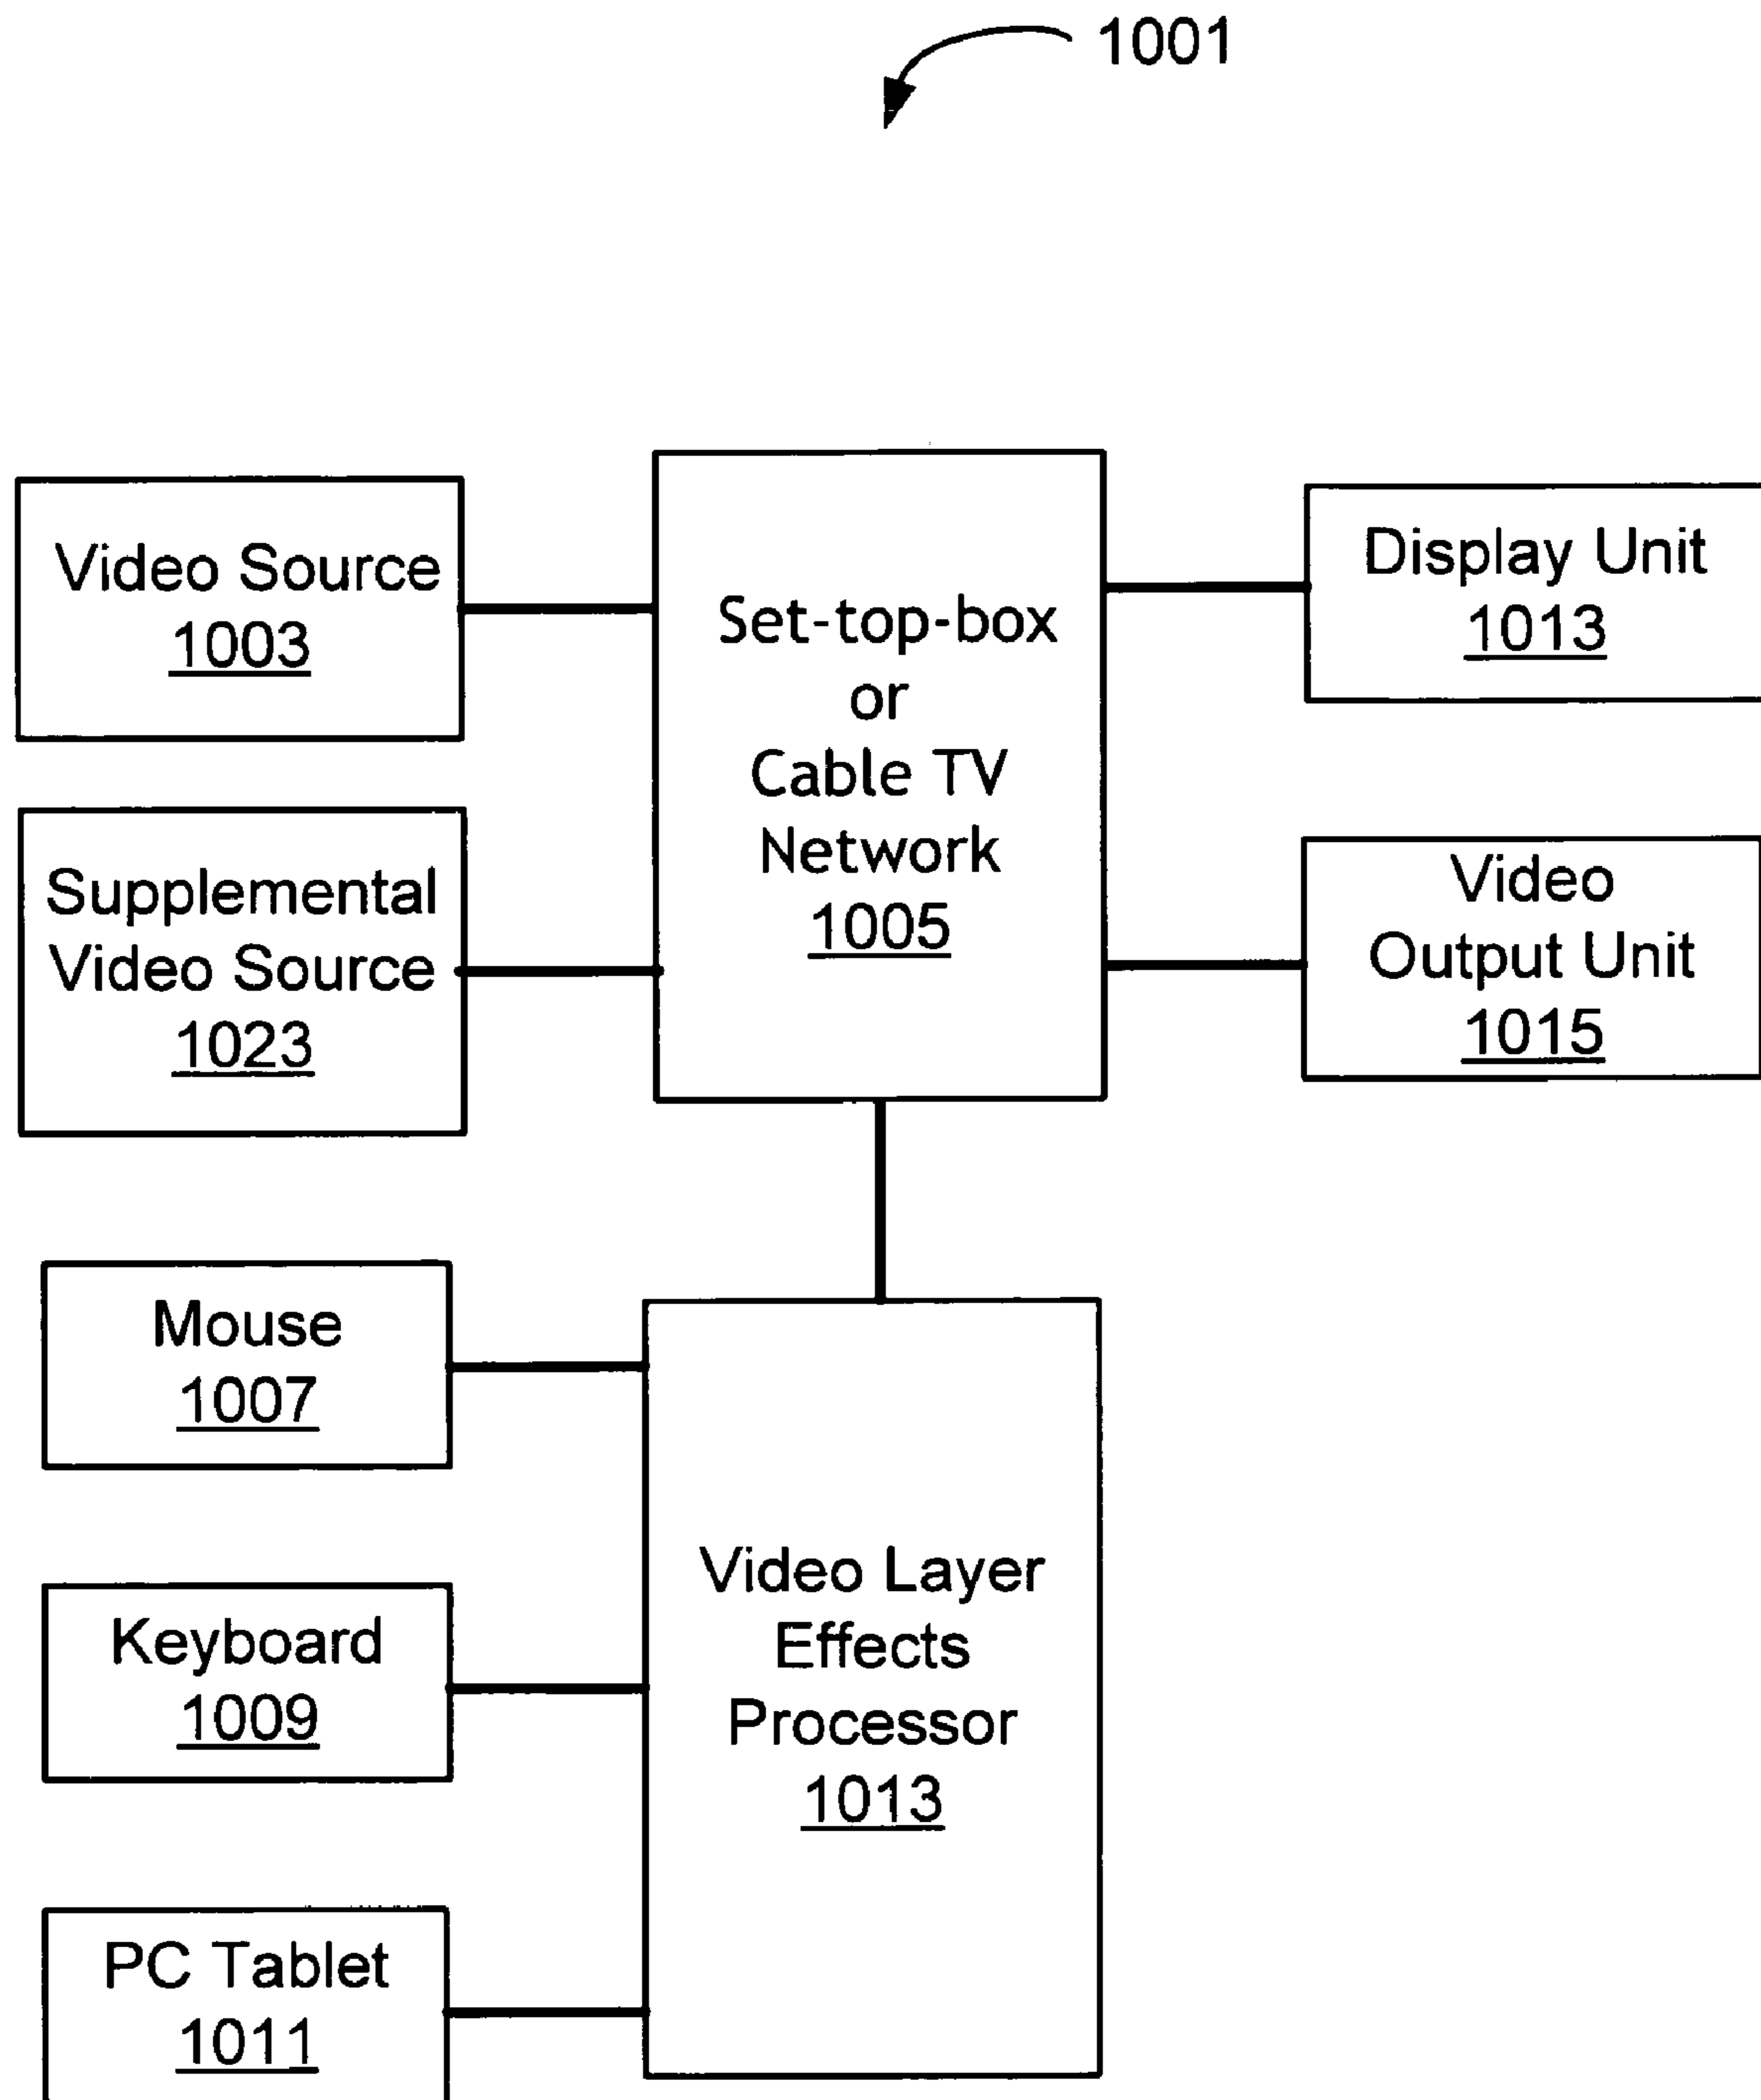 1001
Video Source
1003
Set-top-box
or
Cable TV
Network
1005
Display Unit
1013
Supplemental
Video Source
1023
Video
Output Unit
1015
Mouse
1007
Keyboard
1009
PC Tablet
1011
Video Layer
Effects
Processor
1013